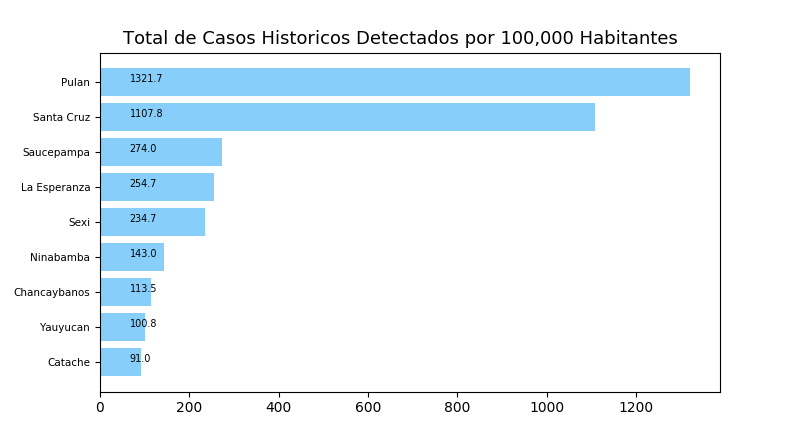 Total de Casos Historicos Detectados por 100,000 Habitantes
Pulan 1321.7
Santa Cruz 1107.8
Saucepampa 274.0
La Esperanza 254.7
Sexi 234.7
Ninabamba 143.0
Chancaybanos 113.5
Yauyucan 100.8
Catache 91.0
0 200 400 600 800 1000 1200